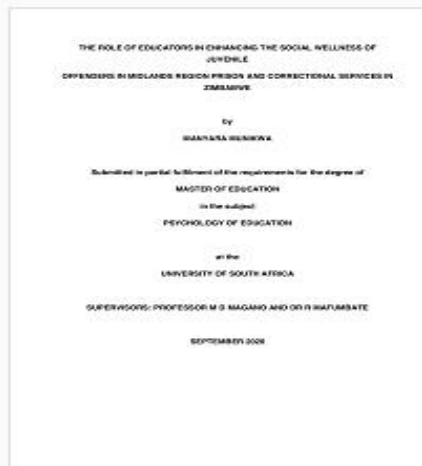 THE ROLE OF EDUCATORS IN ENHANCING THE SOCIAL WELLNESS OF
JUVENILE
OFFENDERS IN MIDLANDS REGION PRISON AND CORRECTIONAL SERVICES IN
ZIMBABWE
by
MANYARA
Submitted in partial fulfilment of the requirements for the degree of
MASTER OF EDUCATION
in the subject
PSYCHOLOGY OF EDUCATION
at the
UNIVERSITY OF SOUTH AFRICA
SUPERVISORS: PROFESSOR M D MAGANO AND DR R MAFUMBATE
SEPTEMBER 2020